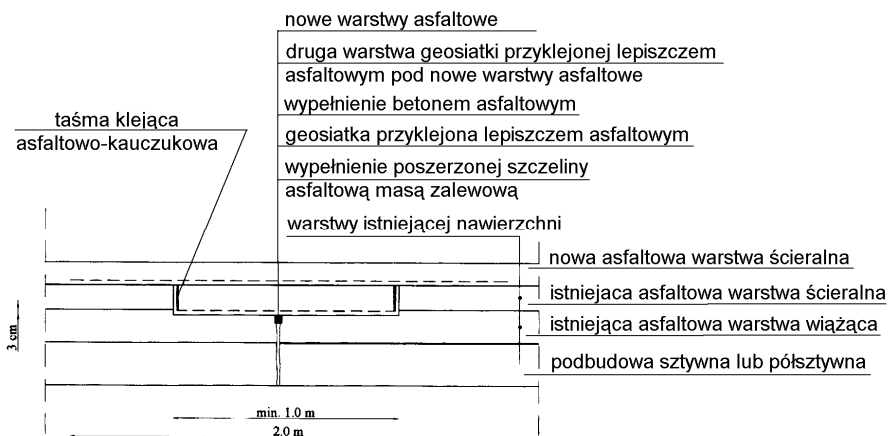 nowe warstwy asfaltowe
druga warstwa geosiatki przyklejonej lepiszczem
asfaltowym pod nowe warstwy asfaltowe
wypełnienie betonem asfaltowym
taśma klejąca
asfaltowo-kauczukowa
geosiatka przyklejona lepiszczem asfaltowym
wypełnienie poszerzonej szczeliny
asfaltową masą zalewową
warstwy istniejącej nawierzchni
nowa asfaltowa warstwa ścieralna
istniejaca asfaltowa warstwa ścieralna
istniejąca asfaltowa warstwa wiążąca
3 cm
podbudowa sztywna lub półsztywna
min. 1.0 m
2.0 m